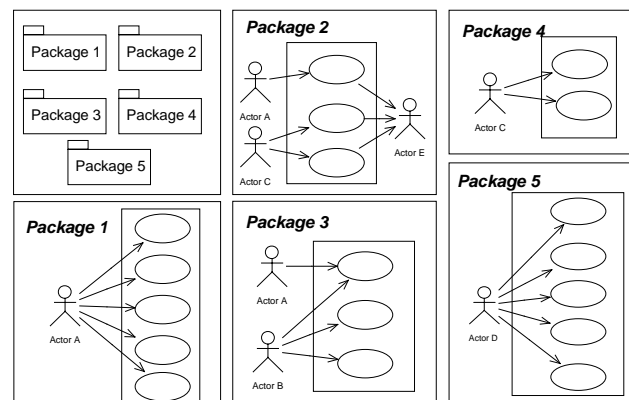 Package 1
Package 2
Package 3
Package 4
Package 5
Package 2
Actor A
Actor C
Actor E
Package 4
Actor C
Package 1
Actor A
Package 3
Actor A
Actor B
Package 5
Actor D